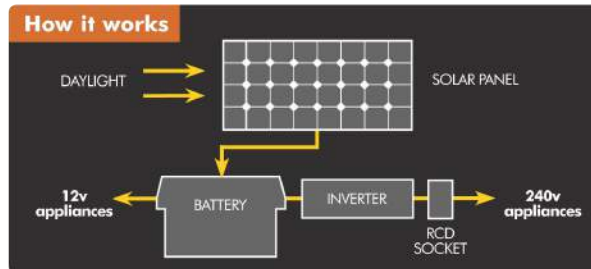 How it works
DAYLIGHT
SOLAR PANEL
12v
appliances
BATTERY
INVERTER
RCD
SOCKET
240v
appliances